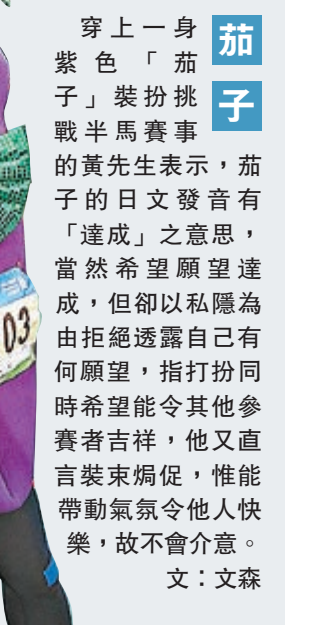 茄子
穿上一身
紫色「茄
子」裝扮挑
戰半馬賽事
的黃先生表示，茄
子的日文發音有
「達成」之意思，
當然希望願望達
成，但卻以私隱為
由拒絕透露自己有
何願望，指打扮同
時希望能令其他參
賽者吉祥，他又直
言裝束焗促，惟能
帶動氣氛令他人快
樂，故不會介意。
文：文森
03